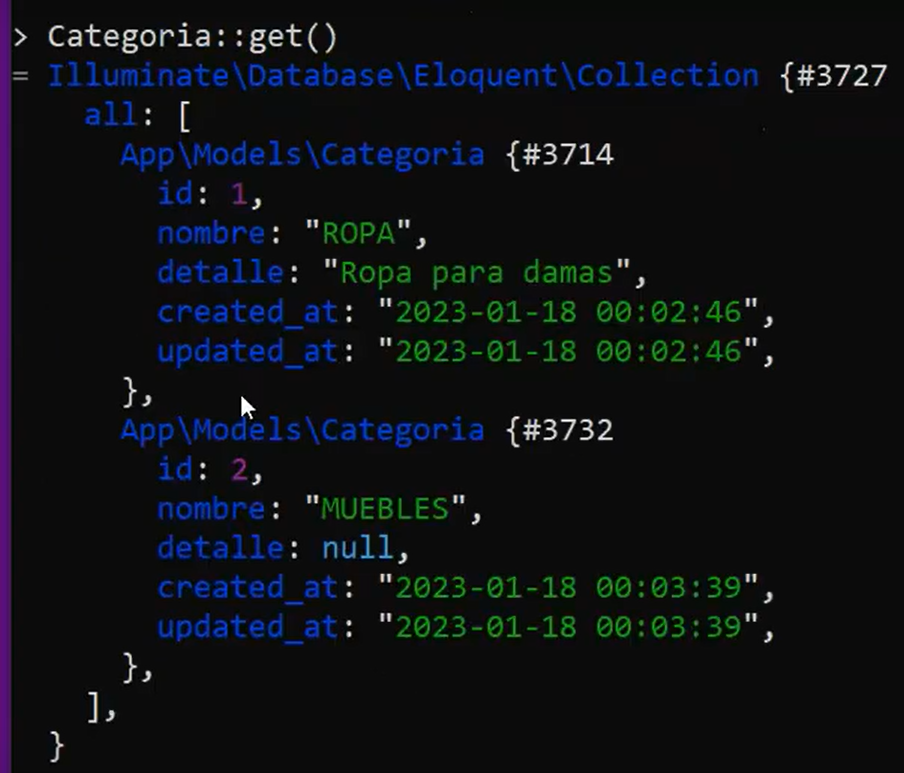 > Categoria::get()
= Illuminate\Database\Eloquent\Collection {#3727
all: [
App\Models\Categoria {#3714
id: 1,
nombre: "ROPA",
detalle: "Ropa para damas",
created_at: "2023-01-18 00:02:46",
updated_at: "2023-01-18 00:02:46",
},
App\Models\Categoria {#3732
id: 2,
nombre: "MUEBLES",
detalle: null,
created_at: "2023-01-18 00:03:39",
updated_at: "2023-01-18 00:03:39",
},
],
}